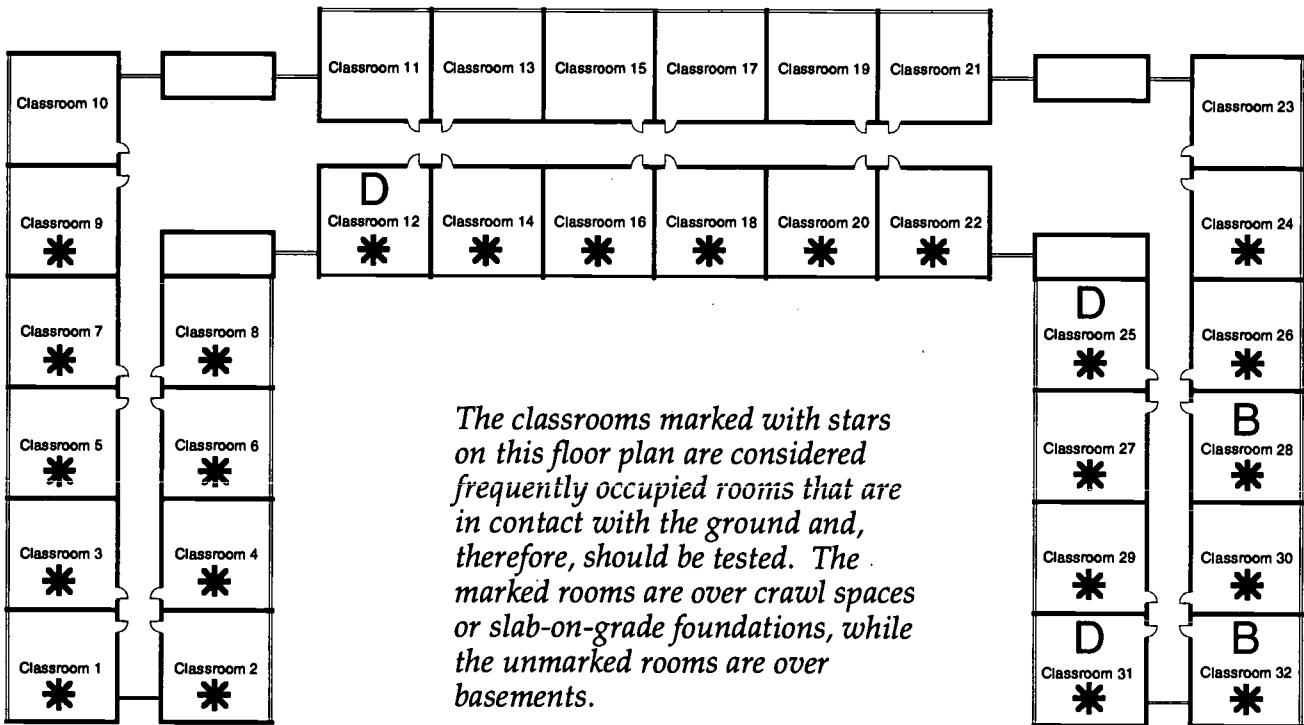 Classroom 11 Classroom 13 Classroom 15 Classroom 17 Classroom 19 Classroom 21
Classroom 10
Classroom 23
D
Classroom 9
Classroom 12 Classroom 14 Classroom 16 Classroom 18 Classroom 20 Classroom 22
Classroom 24
D
Classroom 7
Classroom 8
Classroom 25
Classroom 26
B
Classroom 5
Classroom 6
Classroom 27
Classroom 28
Classroom 3
Classroom 4
Classroom 29
Classroom 30
D
B
Classroom 1
Classroom 2
Classroom 31
Classroom 32
The classrooms marked with stars
on this floor plan are considered
frequently occupied rooms that are
in contact with the ground and,
therefore, should be tested. The
marked rooms are over crawl spaces
or slab-on-grade foundations, while
the unmarked rooms are over
basements.